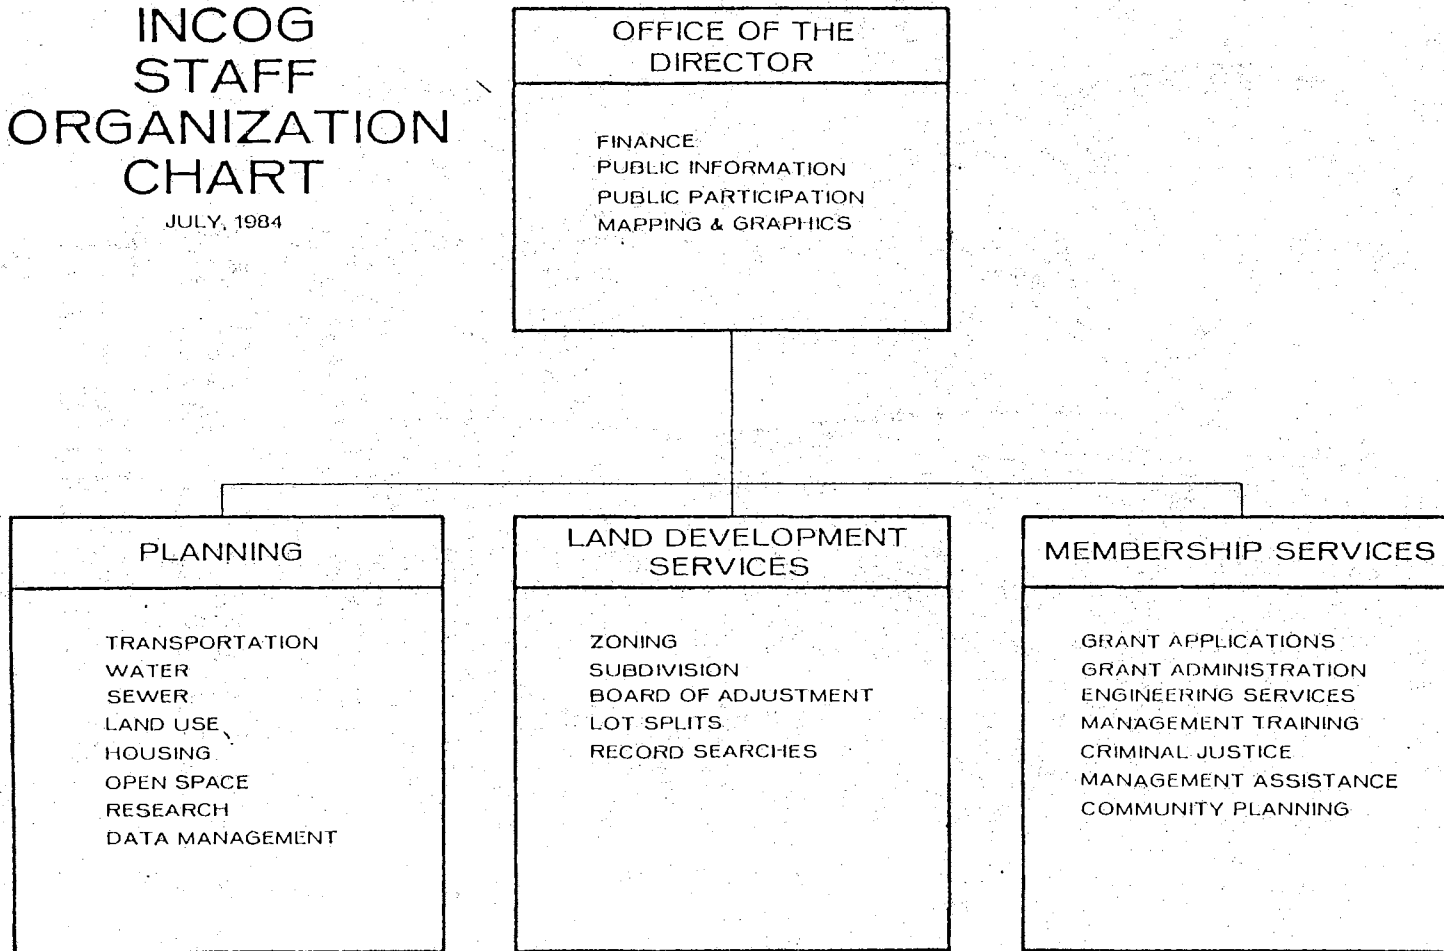 INCOG
STAFF
ORGANIZATION
CHART
JULY, 1984
OFFICE OF THE
DIRECTOR
FINANCE
PUBLIC INFORMATION
PUBLIC PARTICIPATION
MAPPING & GRAPHICS
PLANNING
TRANSPORTATION
WATER
SEWER
LAND USE
HOUSING
OPEN SPACE
RESEARCH
DATA MANAGEMENT
LAND DEVELOPMENT
SERVICES
ZONING
SUBDIVISION
BOARD OF ADJUSTMENT
LOT SPLITS
RECORD SEARCHES
MEMBERSHIP SERVICES
GRANT APPLICATIONS
GRANT ADMINISTRATION
ENGINEERING SERVICES
MANAGEMENT TRAINING
CRIMINAL JUSTICE
MANAGEMENT ASSISTANCE
COMMUNITY PLANNING